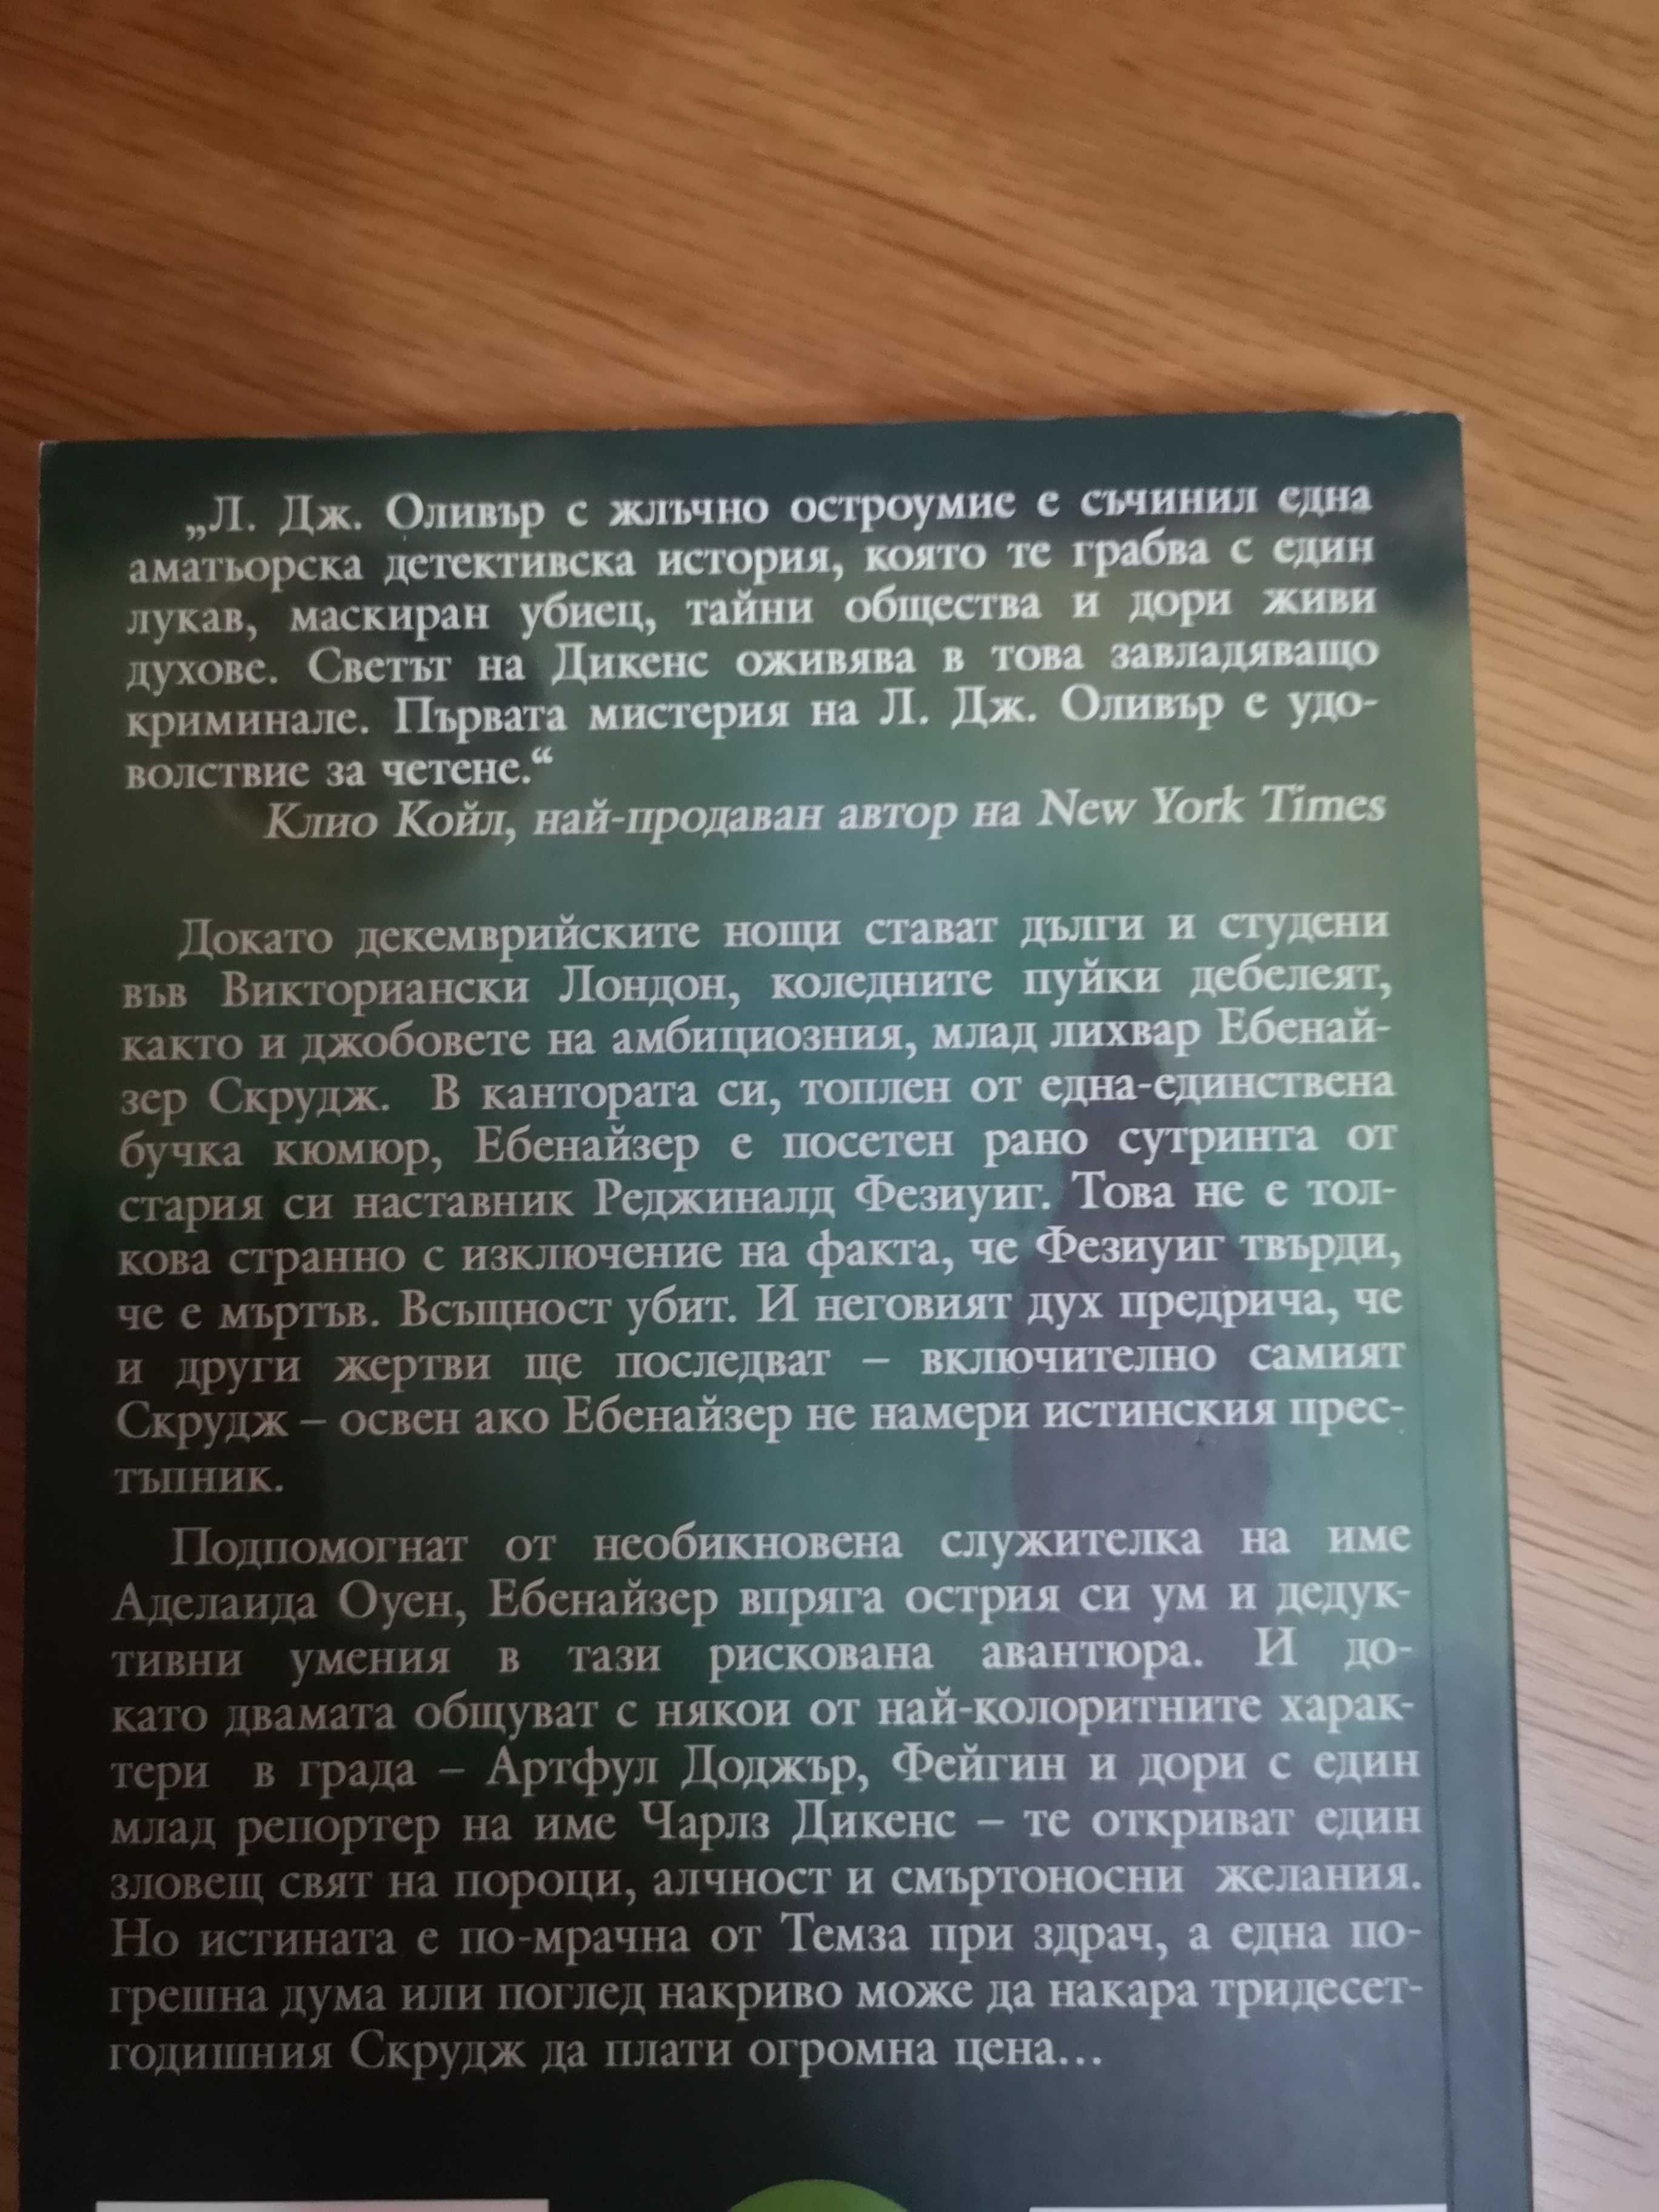 „Л. Дж. Оливър с жлъчно остроумие е съчинил една
аматьорска детективска история, която те грабва с един
лукав, маскиран убиец, тайни общества и дори живи
духове. Светът на Дикенс оживява в това завладяващо
криминале. Първата мистерия на Л. Дж. Оливър е удо-
волствие за четене.“
Клио Койл, най-продаван автор на New York Times
Докато декемврийските нощи стават дълги и студени
във Викториански Лондон, коледните пуйки дебелеят,
както и джобовете на амбициозния, млад лихвар Ебенай-
зер Скрудж. В кантората си, топлен от една-единствена
бучка кюмюр, Ебенайзер е посетен рано сутринта от
стария си наставник Реджиналд Фезиуиг. Това не е тол-
кова странно с изключение на факта, че Фезиуиг твърди,
че е мъртъв. Всъщност убит. И неговият дух предрича, че
и други жертви ще последват – включително самият
Скрудж – освен ако Ебенайзер не намери истинския прес-
тъпник.
Подпомогнат от необикновена служителка на име
Аделаида Оуен, Ебенайзер впряга острия си ум и дедук-
тивни умения в тази рискована авантюра. И до-
като двамата общуват с някои от най-колоритните харак-
тери в града – Артфул Доджър, Фейгин и дори с един
млад репортер на име Чарлз Дикенс – те откриват един
зловещ свят на пороци, алчност и смъртоносни желания.
Но истината е по-мрачна от Темза при здрач, а една по-
грешна дума или поглед накриво може да накара тридесет-
годишния Скрудж да плати огромна цена...